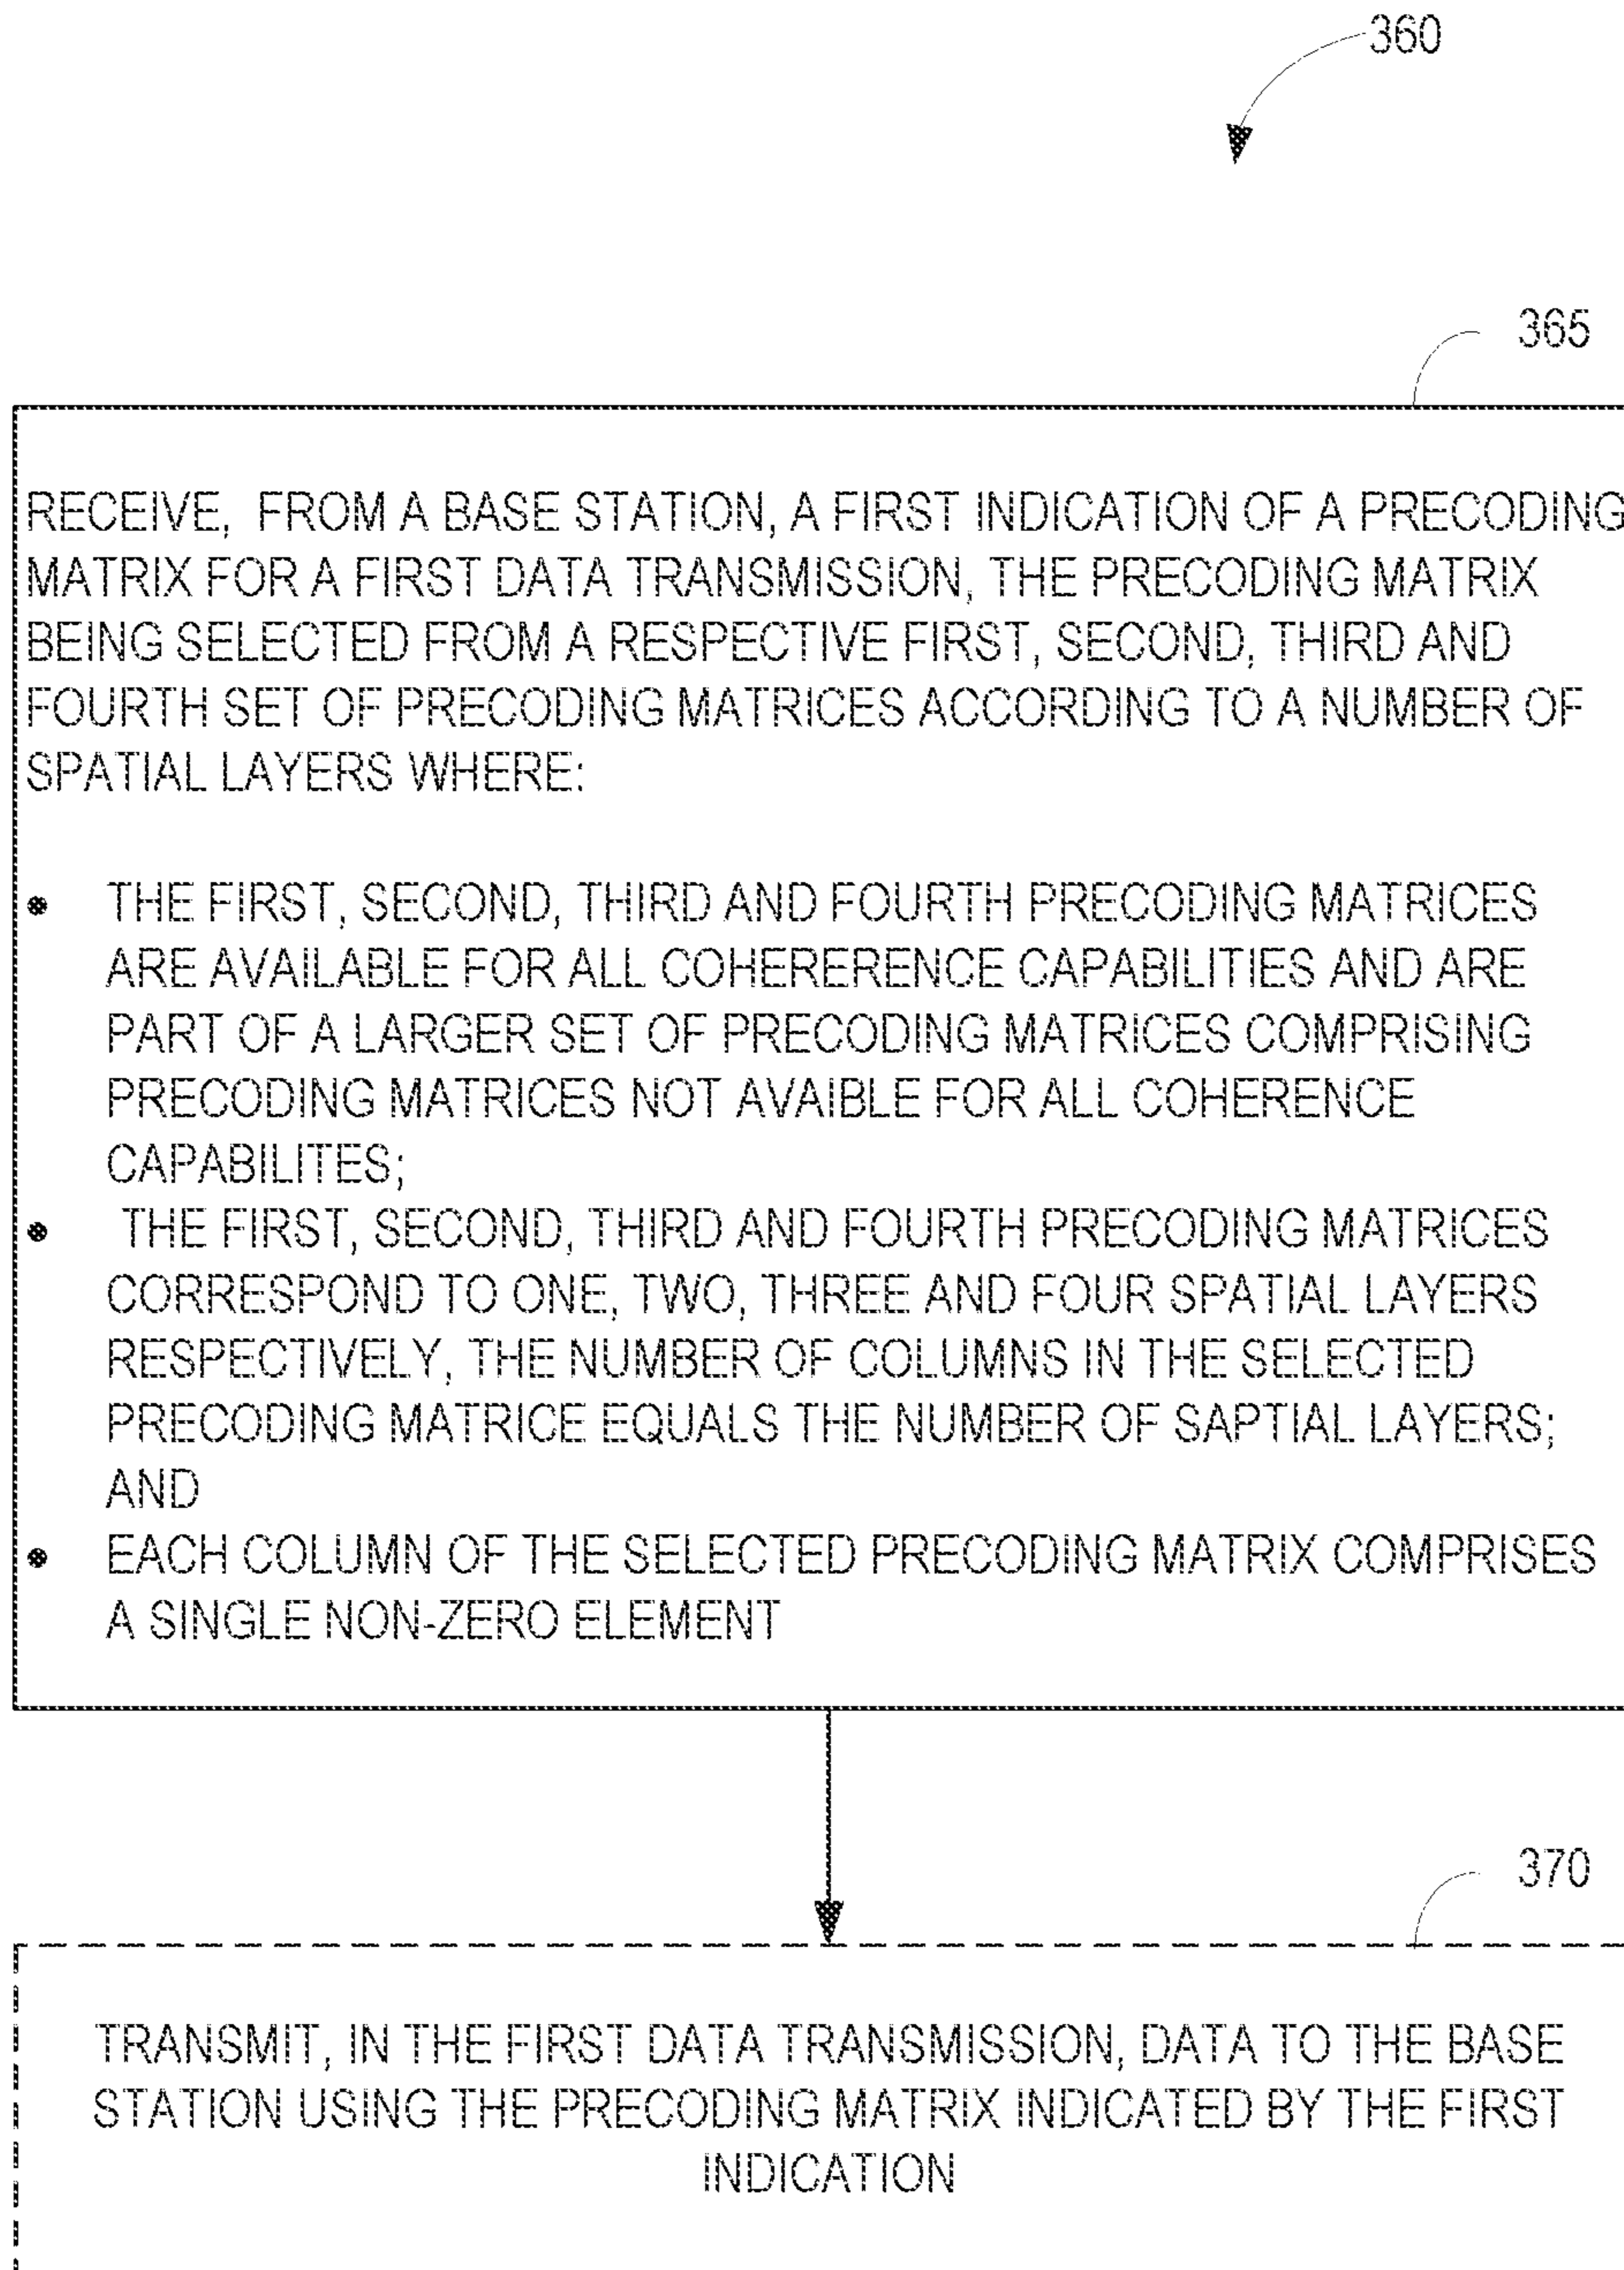 360
365
RECEIVE, FROM A BASE STATION, A FIRST INDICATION OF A PRECODING
MATRIX FOR A FIRST DATA TRANSMISSION, THE PRECODING MATRIX
BEING SELECTED FROM A RESPECTIVE FIRST, SECOND, THIRD AND
FOURTH SET OF PRECODING MATRICES ACCORDING TO A NUMBER OF
SPATIAL LAYERS WHERE:
• THE FIRST, SECOND, THIRD AND FOURTH PRECODING MATRICES
ARE AVAILABLE FOR ALL COHERERENCE CAPABILITIES AND ARE
PART OF A LARGER SET OF PRECODING MATRICES COMPRISING
PRECODING MATRICES NOT AVAIBLE FOR ALL COHERENCE
CAPABILITES;
• THE FIRST, SECOND, THIRD AND FOURTH PRECODING MATRICES
CORRESPOND TO ONE, TWO, THREE AND FOUR SPATIAL LAYERS
RESPECTIVELY, THE NUMBER OF COLUMNS IN THE SELECTED
PRECODING MATRICE EQUALS THE NUMBER OF SAPTIAL LAYERS;
AND
• EACH COLUMN OF THE SELECTED PRECODING MATRIX COMPRISES
A SINGLE NON-ZERO ELEMENT
370
TRANSMIT, IN THE FIRST DATA TRANSMISSION, DATA TO THE BASE
STATION USING THE PRECODING MATRIX INDICATED BY THE FIRST
INDICATION